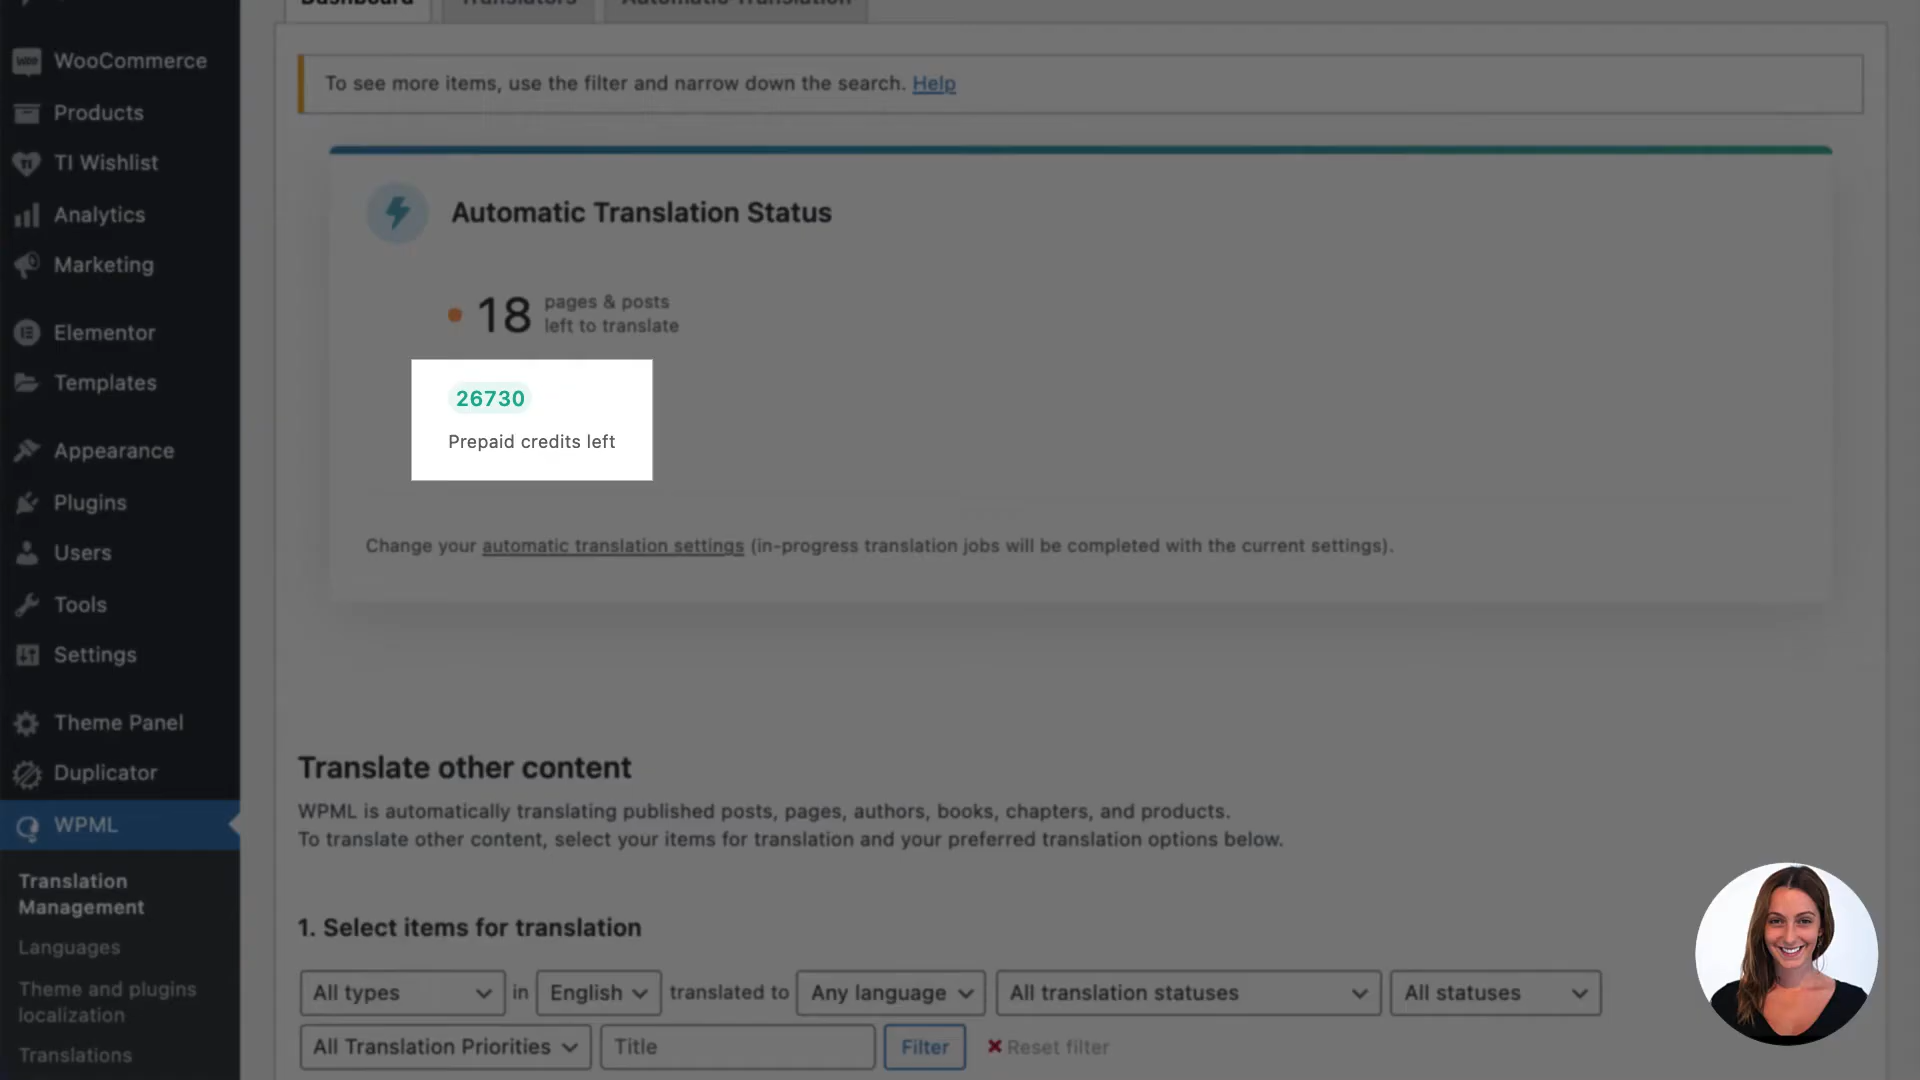 Dashboard Translators Automatic Translation
WooCommerce
Products
TI Wishlist
Analytics
Marketing
Elementor
Templates
Appearance
Plugins
Users
Tools
Settings
Theme Panel
Duplicator
WPML
Translation
Management
Languages
Theme and plugins
localization
Translations
To see more items, use the filter and narrow down the search. Help
Automatic Translation Status
18 pages & posts
left to translate
26730
Prepaid credits left
Change your automatic translation settings (in-progress translation jobs will be completed with the current settings).
Translate other content
WPML is automatically translating published posts, pages, authors, books, chapters, and products.
To translate other content, select your items for translation and your preferred translation options below.
1. Select items for translation
All types in English translated to Any language All translation statuses All statuses
All Translation Priorities Title Filter Reset filter